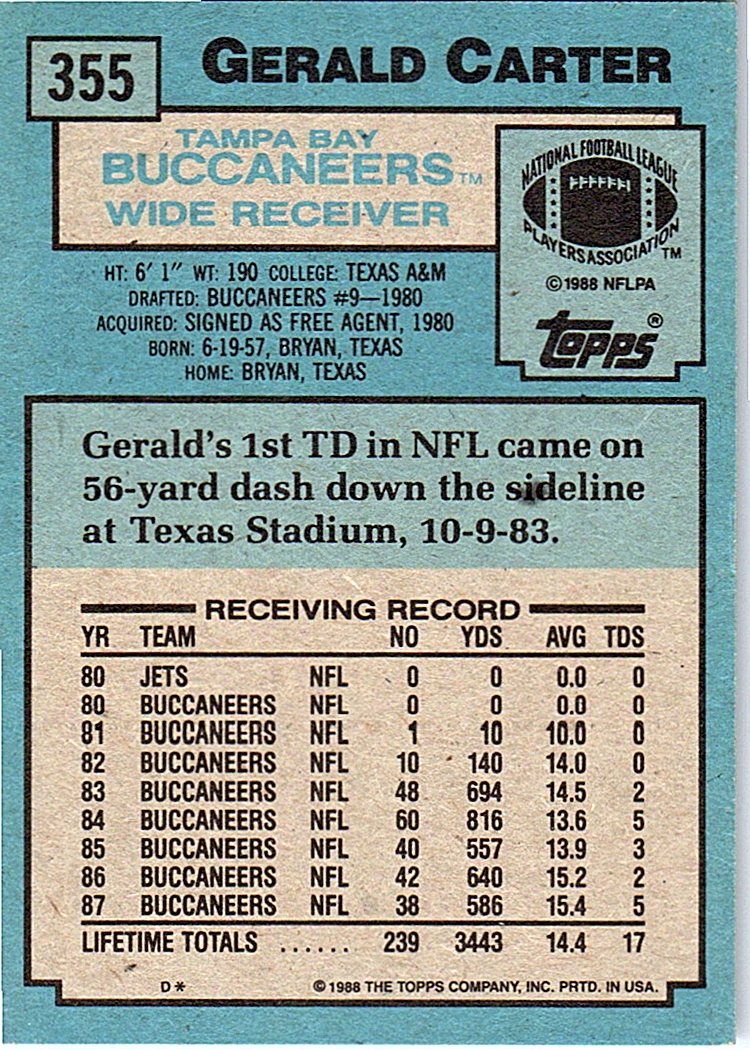 355
GERALD CARTER
TAMPA BAY
BUCCANEERS™
WIDE RECEIVER
NATIONAL FOOTBALL LEAGUE
PLAYERS ASSOCIATION™
©1988 NFLPA
topps®
HT: 6' 1" WT: 190 COLLEGE: TEXAS A&M
DRAFTED: BUCCANEERS #9—1980
ACQUIRED: SIGNED AS FREE AGENT, 1980
BORN: 6-19-57, BRYAN, TEXAS
HOME: BRYAN, TEXAS
Gerald's 1st TD in NFL came on
56-yard dash down the sideline
at Texas Stadium, 10-9-83.
RECEIVING RECORD
YR TEAM NO YDS AVG TDS
80 JETS NFL 0 0 0.0 0
80 BUCCANEERS NFL 0 0 0.0 0
81 BUCCANEERS NFL 1 10 10.0 0
82 BUCCANEERS NFL 10 140 14.0 0
83 BUCCANEERS NFL 48 694 14.5 2
84 BUCCANEERS NFL 60 816 13.6 5
85 BUCCANEERS NFL 40 557 13.9 3
86 BUCCANEERS NFL 42 640 15.2 2
87 BUCCANEERS NFL 38 586 15.4 5
LIFETIME TOTALS ...... 239 3443 14.4 17
D* ©1988 THE TOPPS COMPANY, INC. PRTD. IN USA.